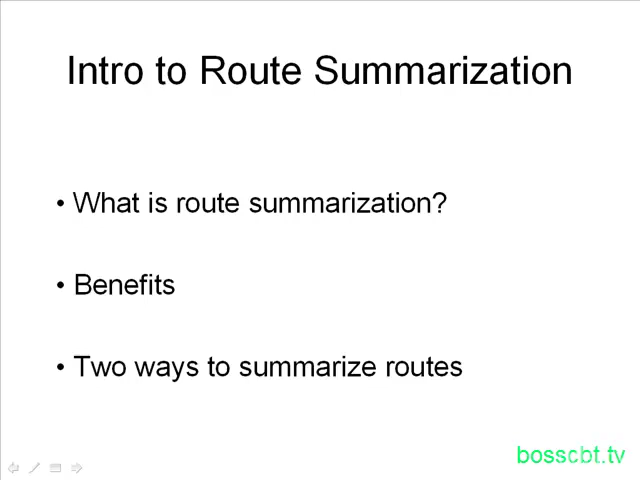 Intro to Route Summarization
• What is route summarization?
• Benefits
• Two ways to summarize routes
bosscbt.tv